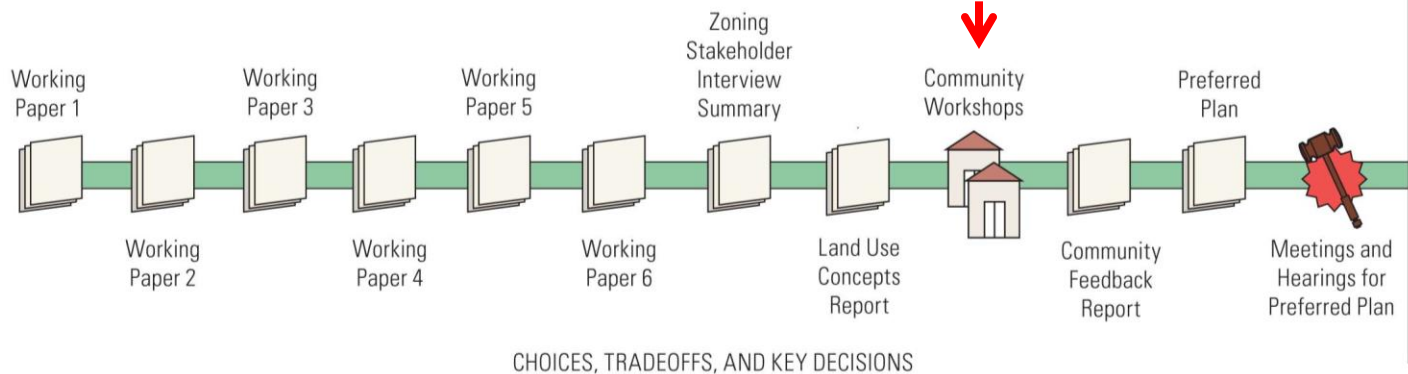 Working
Paper 1
Working
Paper 2
Working
Paper 3
Working
Paper 4
Working
Paper 5
Working
Paper 6
Zoning
Stakeholder
Interview
Summary
Land Use
Concepts
Report
Community
Workshops
Community
Feedback
Report
Preferred
Plan
Meetings and
Hearings for
Preferred Plan
CHOICES, TRADEOFFS, AND KEY DECISIONS